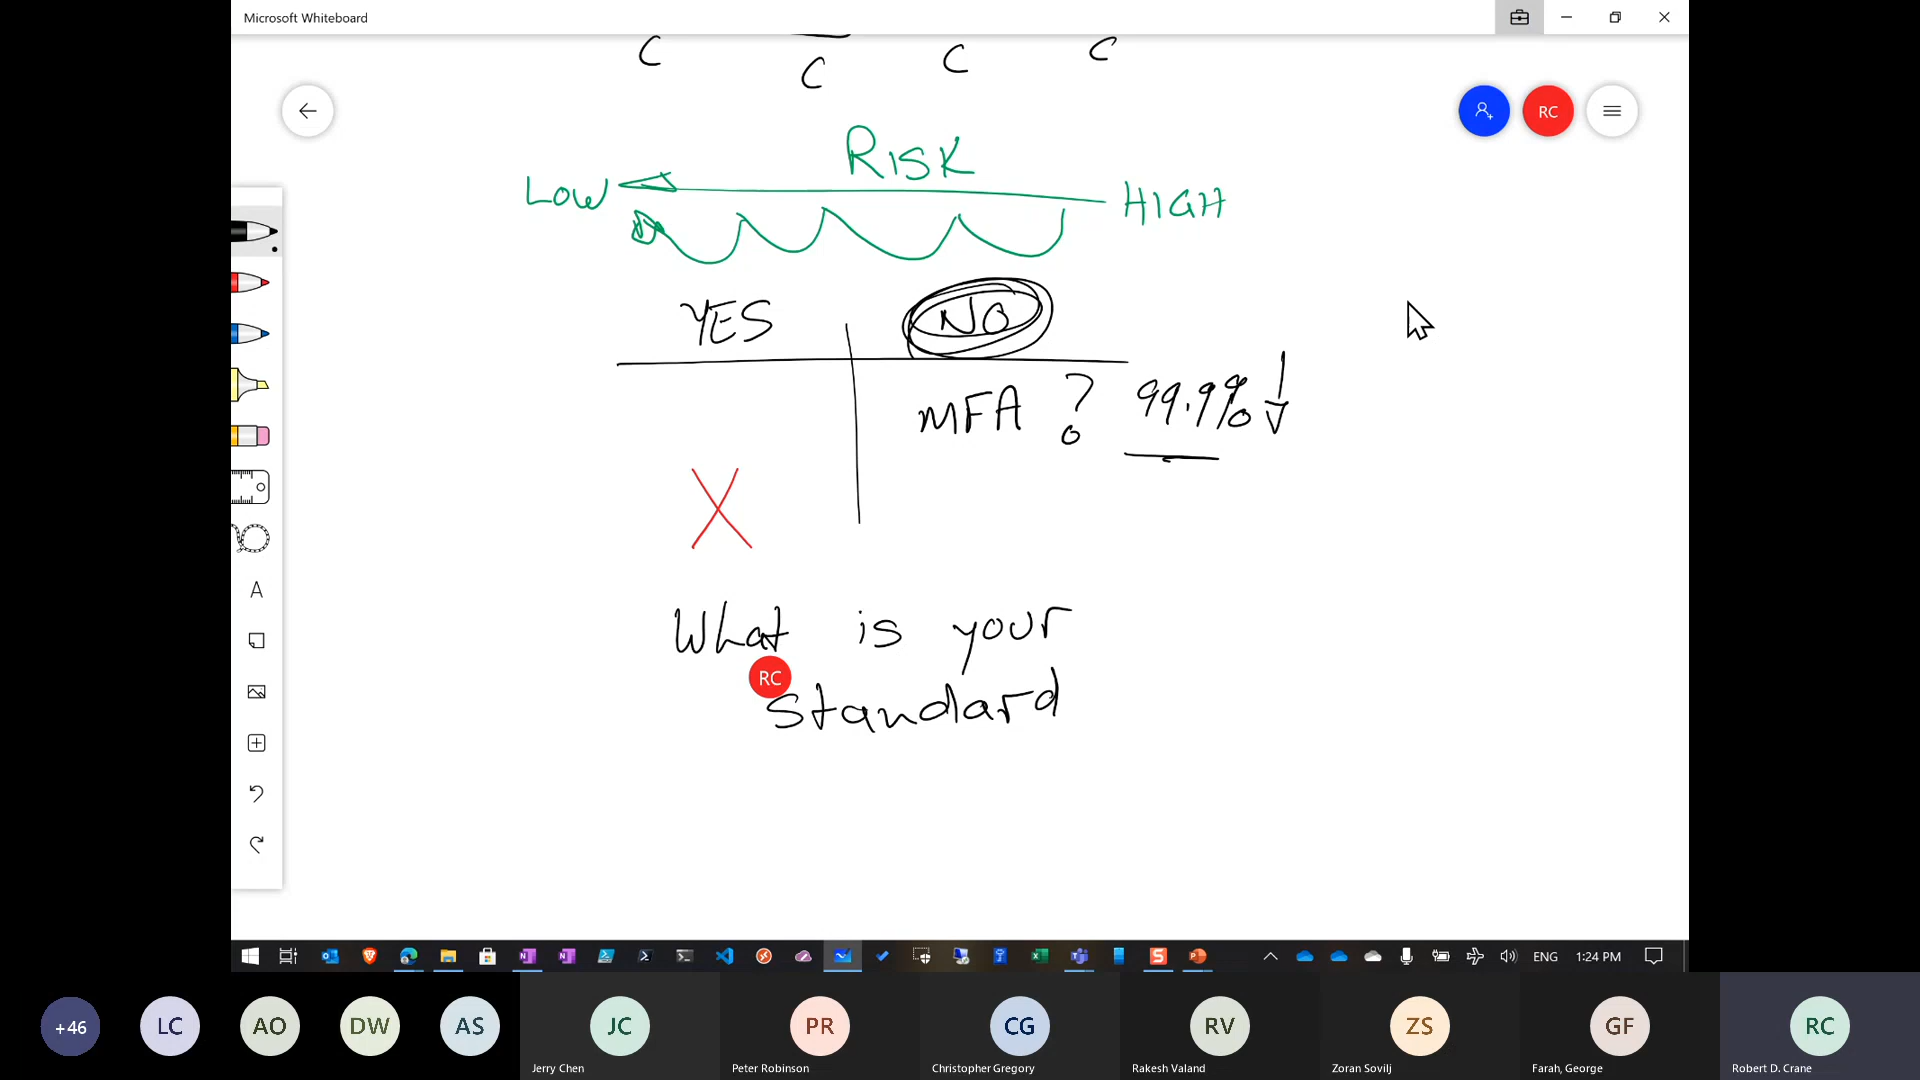 Microsoft Whiteboard
C C C C
RISK
LOW HIGH
RC
YES NO
MFA ? 99.9%
X
What is your
RC
standard
A
ENG 1:24 PM
+46 LC AO DW AS JC PR CG RV ZS GF RC
Jerry Chen Peter Robinson Christopher Gregory Rakesh Valand Zoran Sovilj Farah, George Robert D. Crane